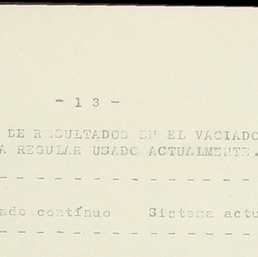 - 1 3 -
DE RESULTADOS EN EL VACIADO
A REGULAR USADO ACTUALMENTE.
ado contínuo Sistema actu